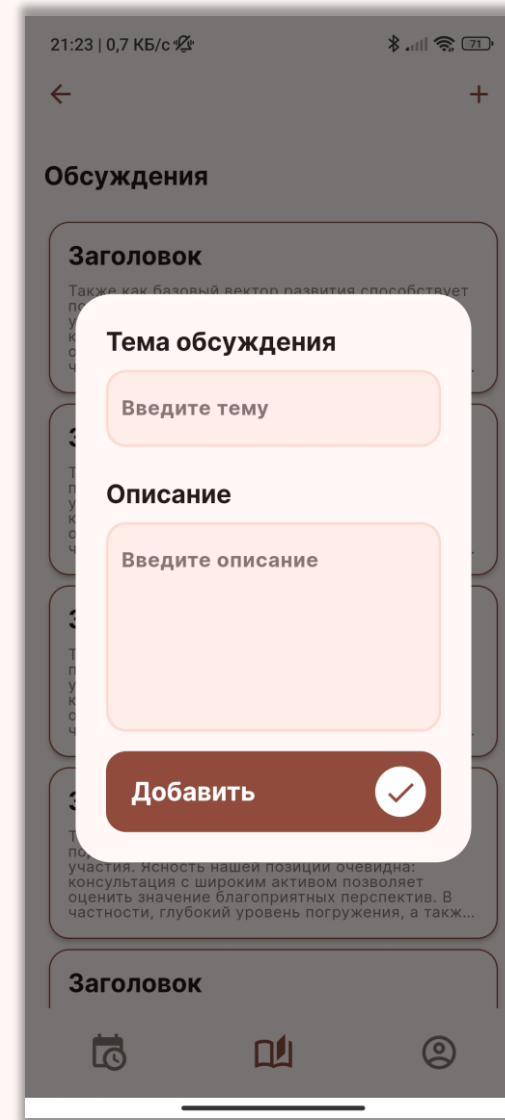 21:23 | 0,7 КБ/с
71
Обсуждения
Заголовок
Также как базовый вектор развития способствует
Тема обсуждения
Введите тему
Описание
Введите описание
Добавить
участия. Ясность нашей позиции очевидна:
консультация с широким активом позволяет
оценить значение благоприятных перспектив. В
частности, глубокий уровень погружения, а такж...
Заголовок